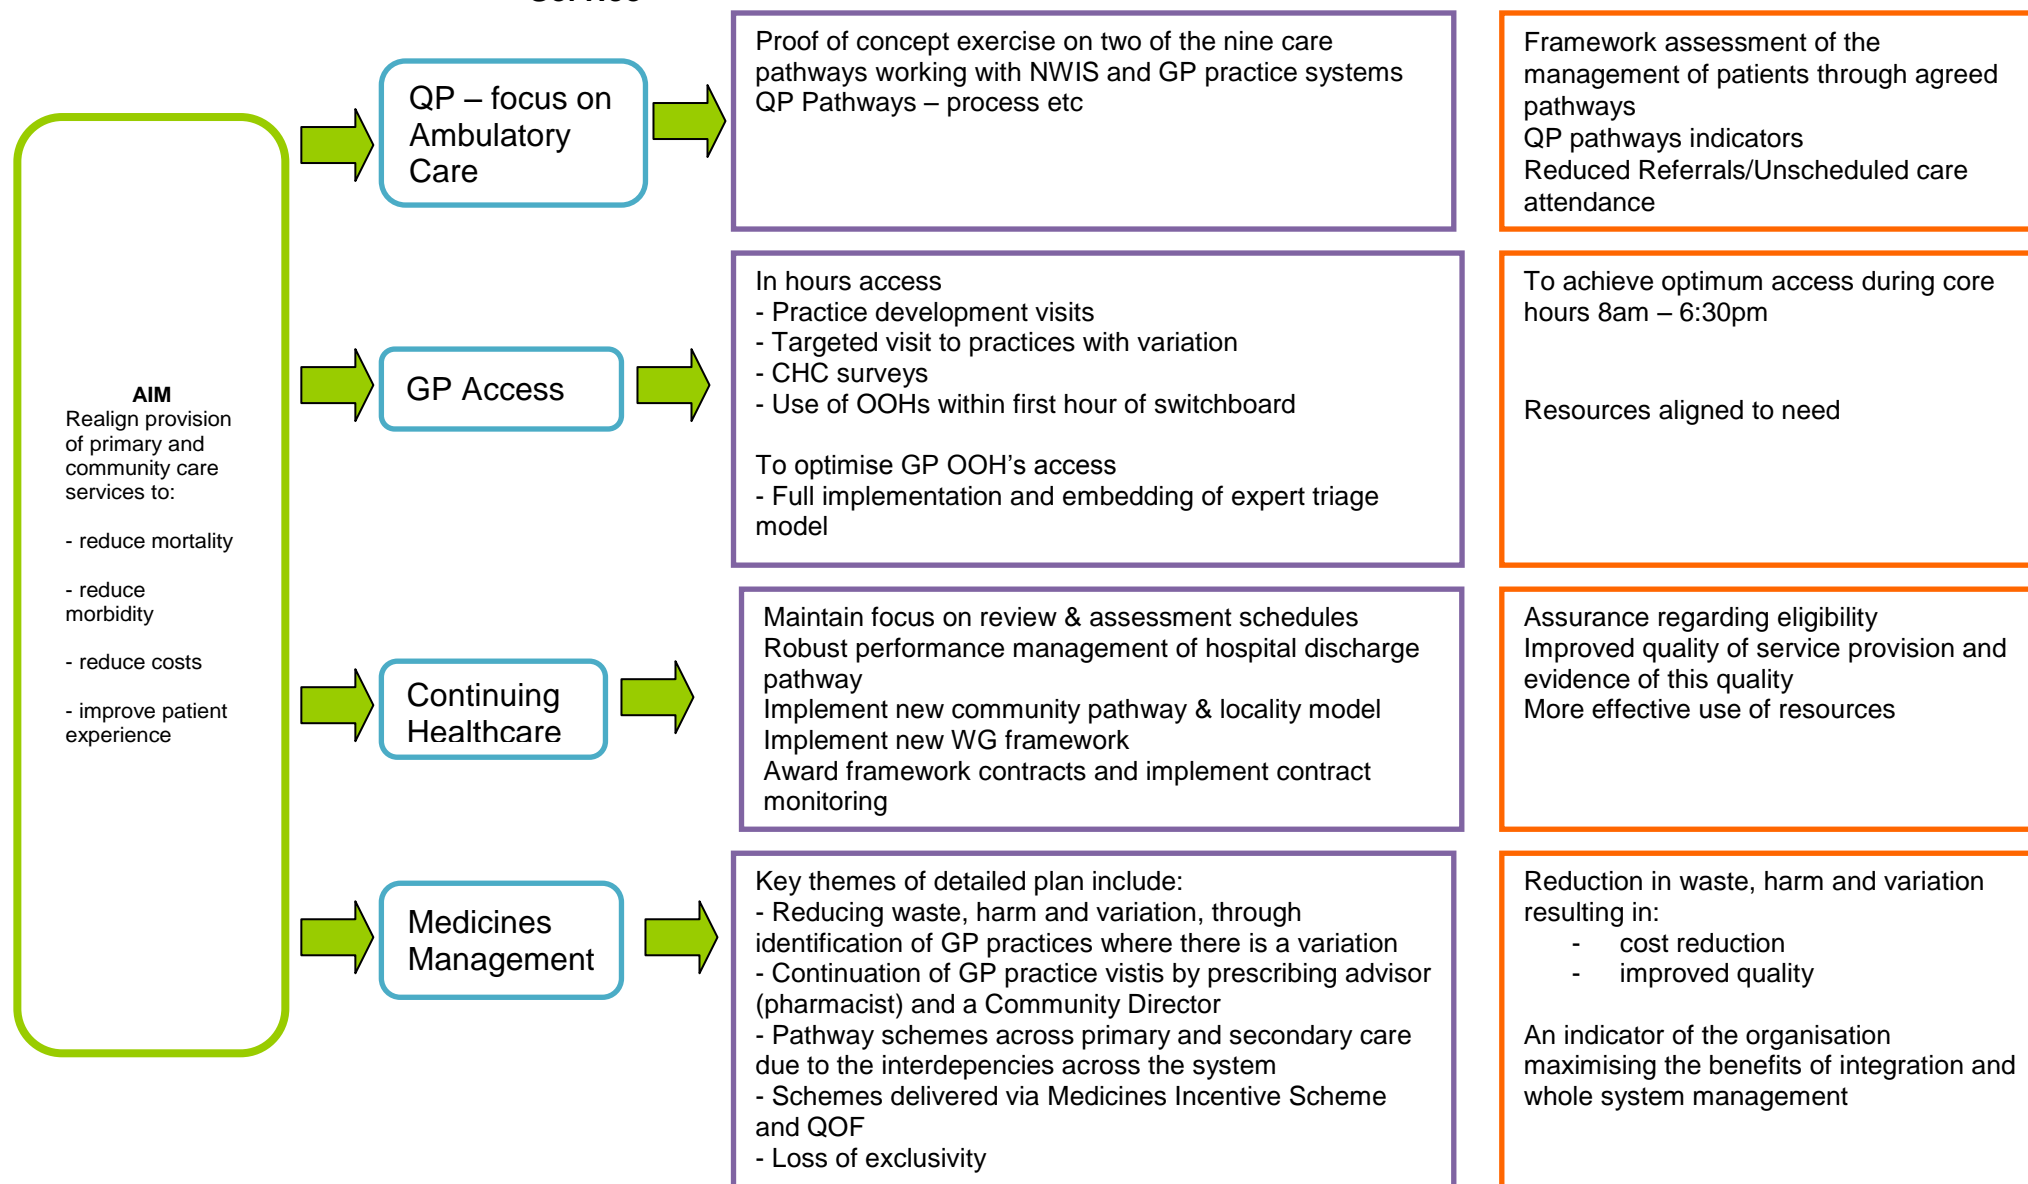 AIM
Realign provision
of primary and
community care
services to:
- reduce mortality
- reduce
morbidity
- reduce costs
- improve patient
experience
QP – focus on
Ambulatory
Care
Proof of concept exercise on two of the nine care
pathways working with NWIS and GP practice systems
QP Pathways – process etc
Framework assessment of the
management of patients through agreed
pathways
QP pathways indicators
Reduced Referrals/Unscheduled care
attendance
GP Access
In hours access
- Practice development visits
- Targeted visit to practices with variation
- CHC surveys
- Use of OOHs within first hour of switchboard
To optimise GP OOH's access
- Full implementation and embedding of expert triage
model
To achieve optimum access during core
hours 8am – 6:30pm
Resources aligned to need
Continuing
Healthcare
Maintain focus on review & assessment schedules
Robust performance management of hospital discharge
pathway
Implement new community pathway & locality model
Implement new WG framework
Award framework contracts and implement contract
monitoring
Assurance regarding eligibility
Improved quality of service provision and
evidence of this quality
More effective use of resources
Medicines
Management
Key themes of detailed plan include:
- Reducing waste, harm and variation, through
identification of GP practices where there is a variation
- Continuation of GP practice vistis by prescribing advisor
(pharmacist) and a Community Director
- Pathway schemes across primary and secondary care
due to the interdepencies across the system
- Schemes delivered via Medicines Incentive Scheme
and QOF
- Loss of exclusivity
Reduction in waste, harm and variation
resulting in:
- cost reduction
- improved quality
An indicator of the organisation
maximising the benefits of integration and
whole system management